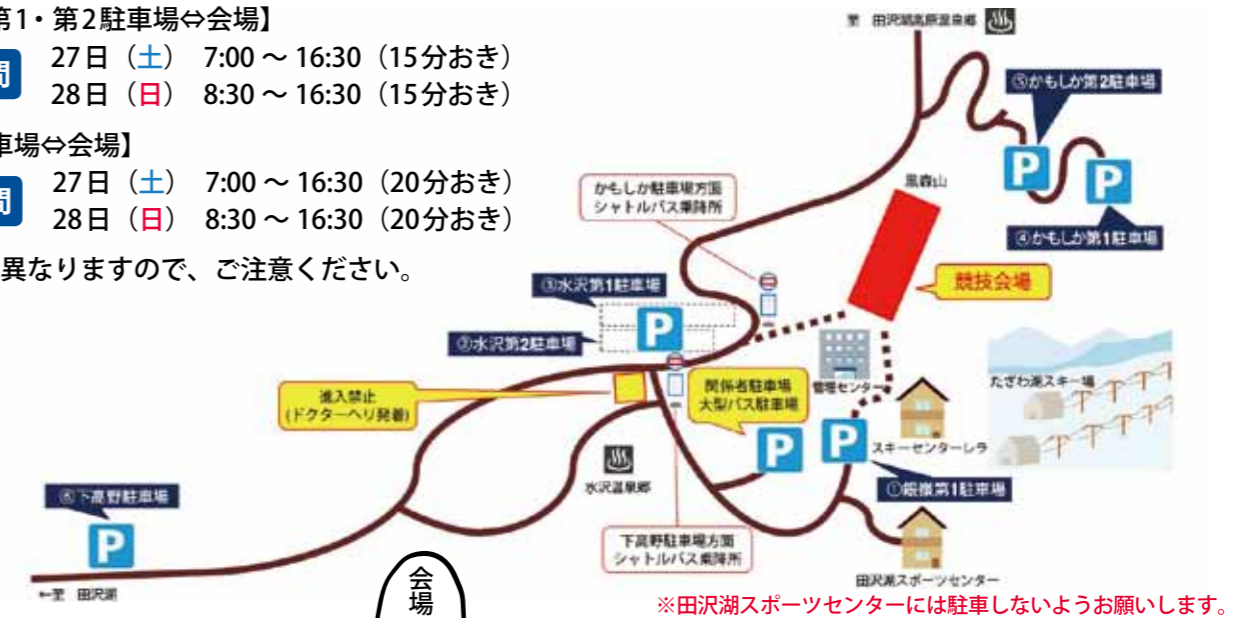 第1・第2駐車場⇔会場】
間 27日（土） 7:00 ～ 16:30（15分おき）
28日（日） 8:30 ～ 16:30（15分おき）
車場⇔会場】
間 27日（土） 7:00 ～ 16:30（20分おき）
28日（日） 8:30 ～ 16:30（20分おき）
異なりますので、ご注意ください。
至 田沢湖高原温泉郷
⑤かもしか第2駐車場
P
P
④かもしか第1駐車場
黒森山
かもしか駐車場方面
シャトルバス乗降所
競技会場
③水沢第1駐車場
P
②水沢第2駐車場
進入禁止
(ドクターヘリ発着)
関係者駐車場
大型バス駐車場
管理センター
たざわ湖スキー場
P
P
スキーセンターレラ
水沢温泉郷
①銀嶺第1駐車場
⑥下高野駐車場
P
下高野駐車場方面
シャトルバス乗降所
田沢湖スポーツセンター
←至 田沢湖
会場
※田沢湖スポーツセンターには駐車しないようお願いします。